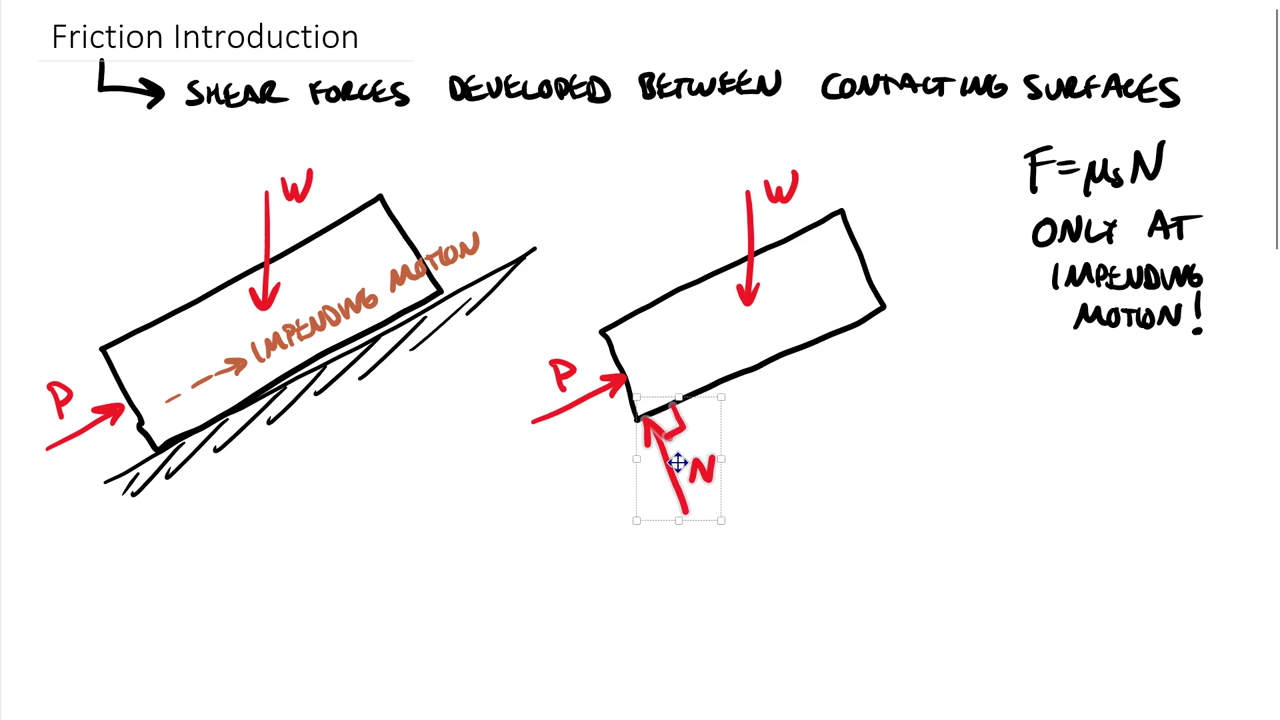 Friction Introduction
SHEAR FORCES DEVELOPED BETWEEN CONTACTING SURFACES
F=μsN
ONLY AT
IMPENDING
MOTION!
W
IMPENDING MOTION
P
W
P
N